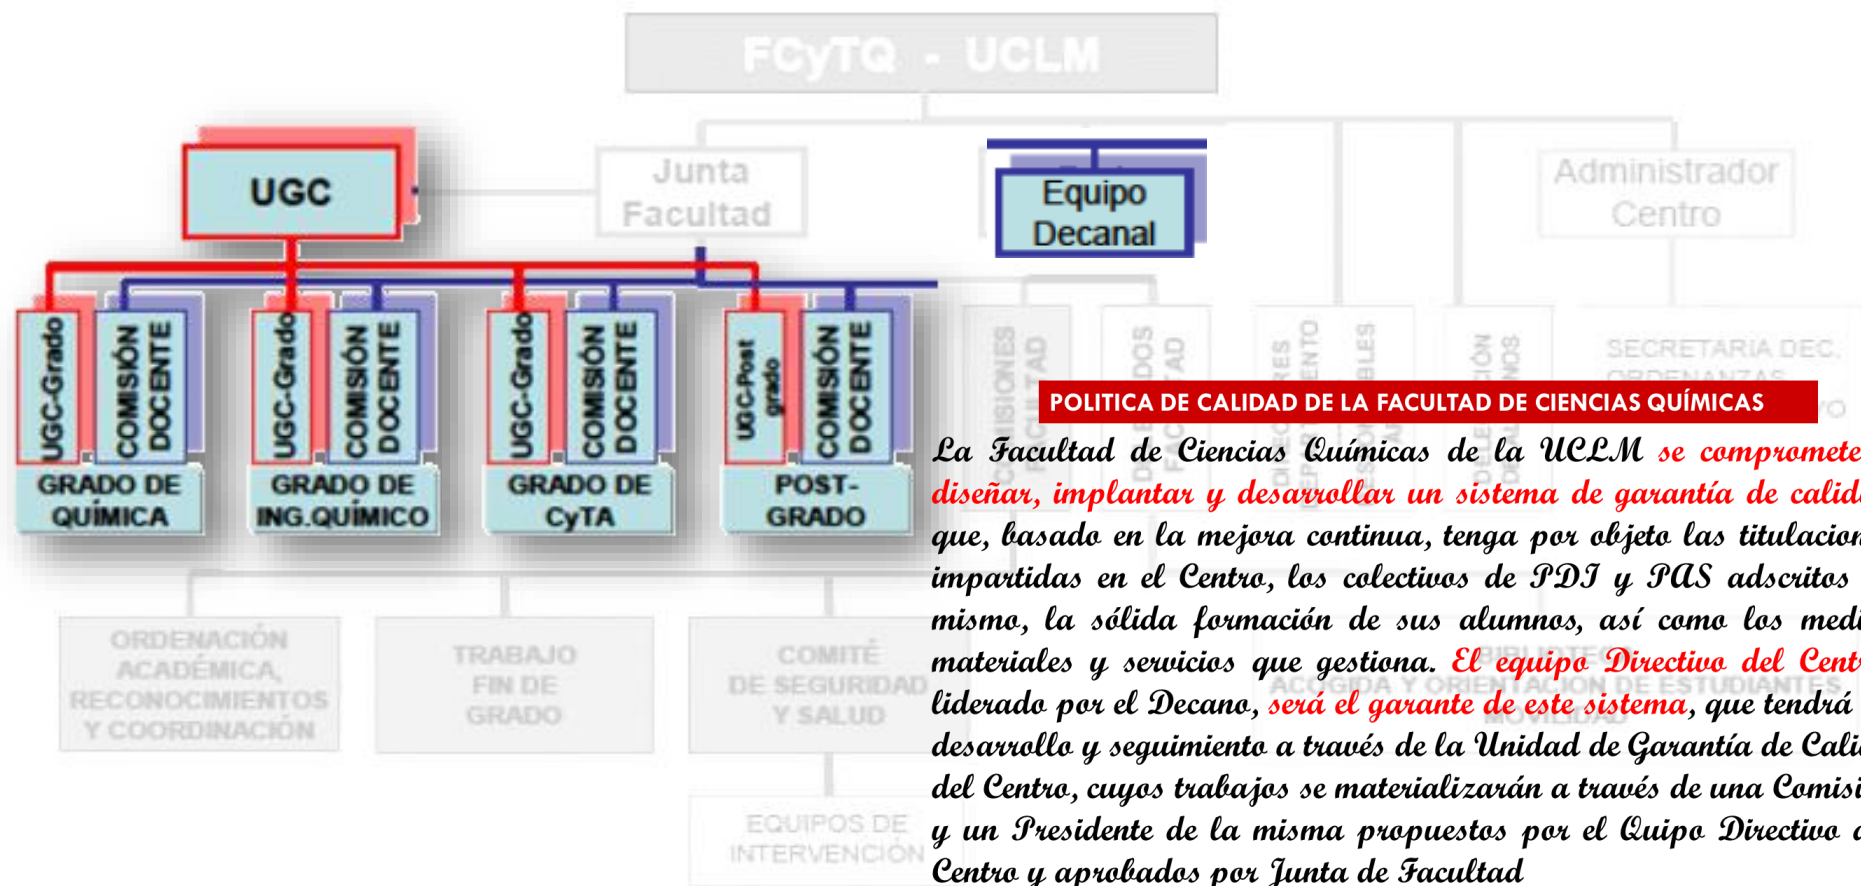 FCyTQ - UCLM
UGC
Junta
Facultad
Equipo
Decanal
Administrador
Centro
UGC-Grado
COMISIÓN
DOCENTE
GRADO DE
QUÍMICA
UGC-Grado
COMISIÓN
DOCENTE
GRADO DE
ING.QUÍMICO
UGC-Grado
COMISIÓN
DOCENTE
GRADO DE
CyTA
UGC-Post
grado
COMISIÓN
DOCENTE
POST-
GRADO
COMISIONES
FACULTAD
SECRETARIA DEC.
ORDENANZAS
POLITICA DE CALIDAD DE LA FACULTAD DE CIENCIAS QUÍMICAS
La Facultad de Ciencias Químicas de la UCLM se compromete
diseñar, implantar y desarrollar un sistema de garantía de calid
que, basado en la mejora continua, tenga por objeto las titulacion
impartidas en el Centro, los colectivos de PDI y PAS adscritos
mismo, la sólida formación de sus alumnos, así como los medi
materiales y servicios que gestiona. El equipo Directivo del Cent
liderado por el Decano, será el garante de este sistema, que tendrá
desarrollo y seguimiento a través de la Unidad de Garantía de Cali
del Centro, cuyos trabajos se materializarán a través de una Comisi
y un Presidente de la misma propuestos por el Quipo Directivo d
Centro y aprobados por Junta de Facultad
ORDENACIÓN
ACADÉMICA,
RECONOCIMIENTOS
Y COORDINACIÓN
TRABAJO
FIN DE
GRADO
COMITÉ
DE SEGURIDAD
Y SALUD
BIBLIOTECA
ACOGIDA Y ORIENTACIÓN DE ESTUDIANTES
MOVILIDAD
EQUIPOS DE
INTERVENCIÓN